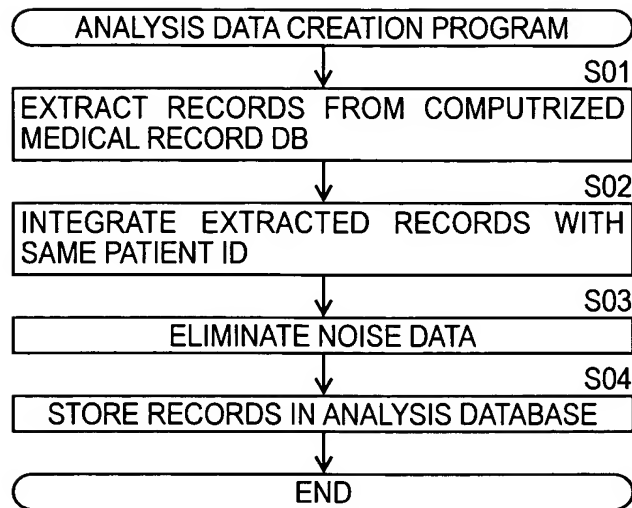 ANALYSIS DATA CREATION PROGRAM
S01
EXTRACT RECORDS FROM COMPUTRIZED
MEDICAL RECORD DB
S02
INTEGRATE EXTRACTED RECORDS WITH
SAME PATIENT ID
S03
ELIMINATE NOISE DATA
S04
STORE RECORDS IN ANALYSIS DATABASE
END